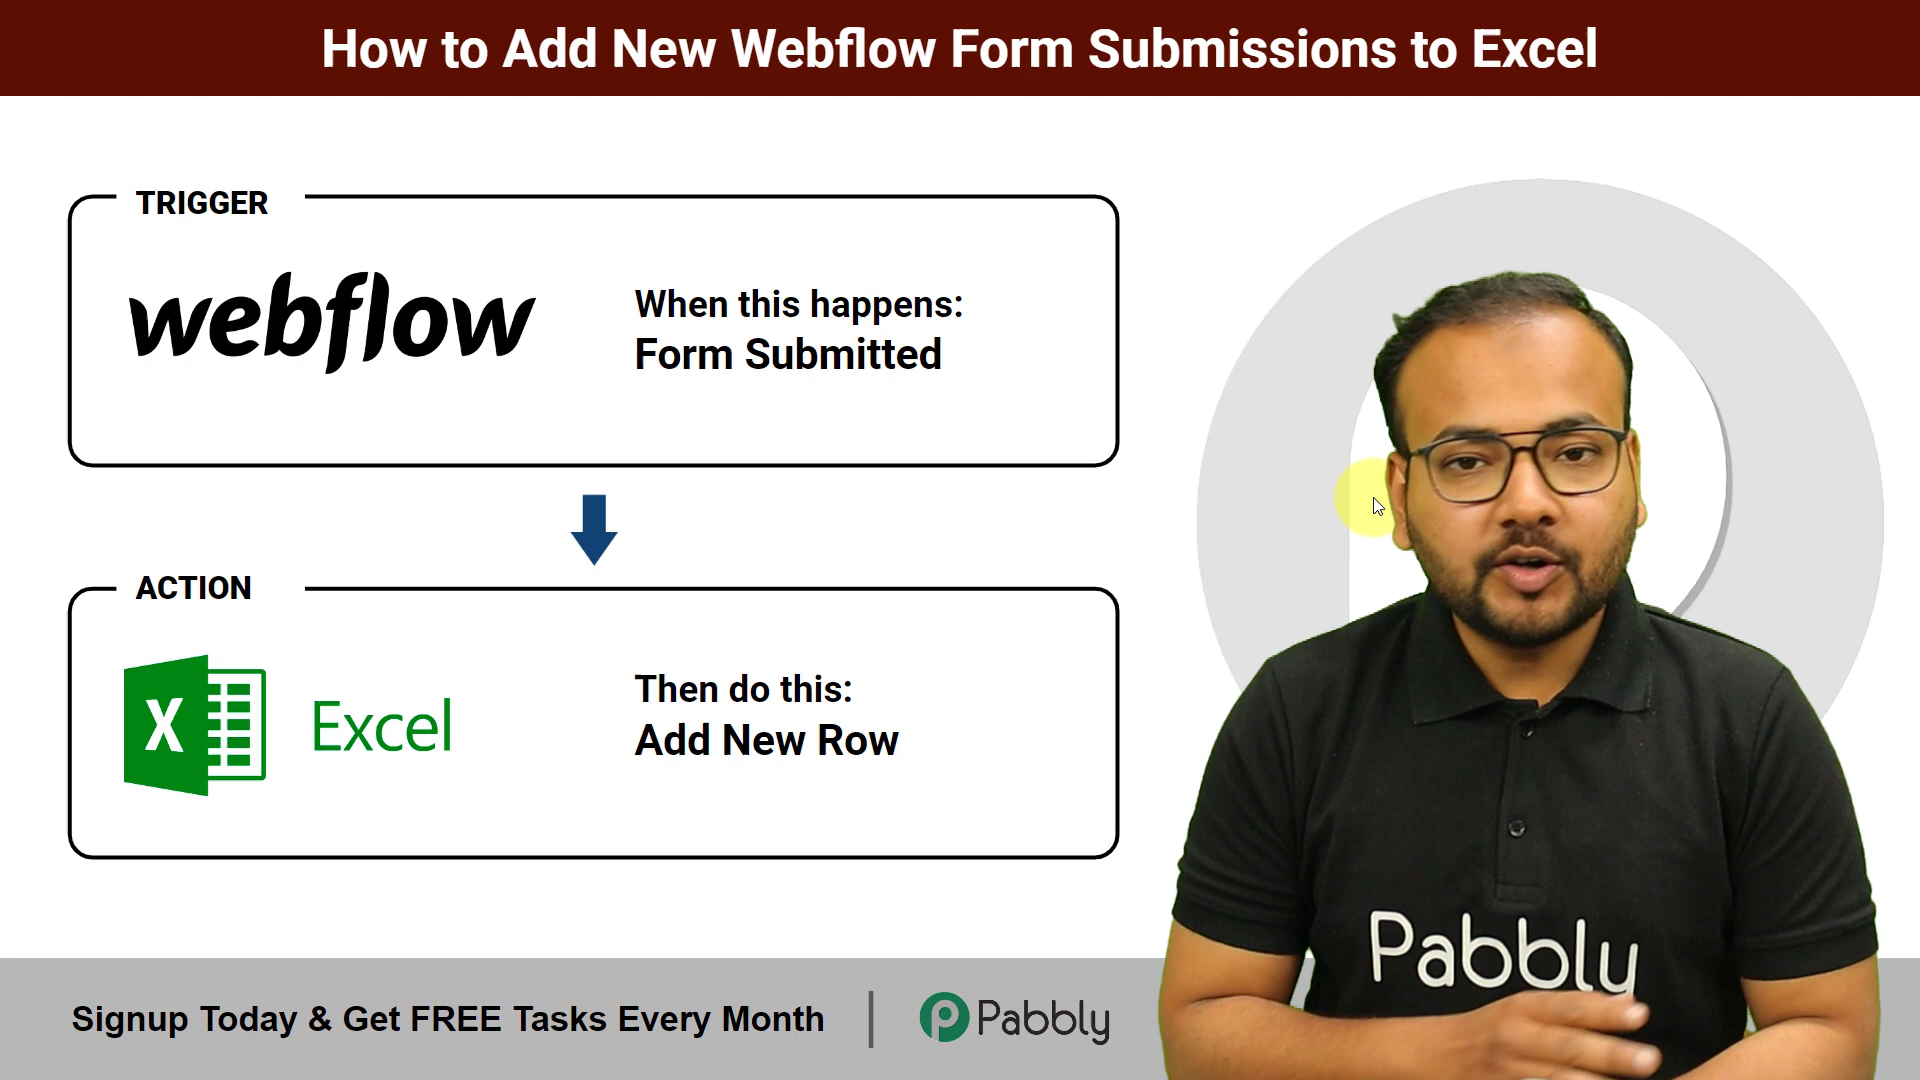 How to Add New Webflow Form Submissions to Excel
TRIGGER
webflow
When this happens:
Form Submitted
ACTION
X
Excel
Then do this:
Add New Row
Pabbly
Signup Today & Get FREE Tasks Every Month
Pabbly